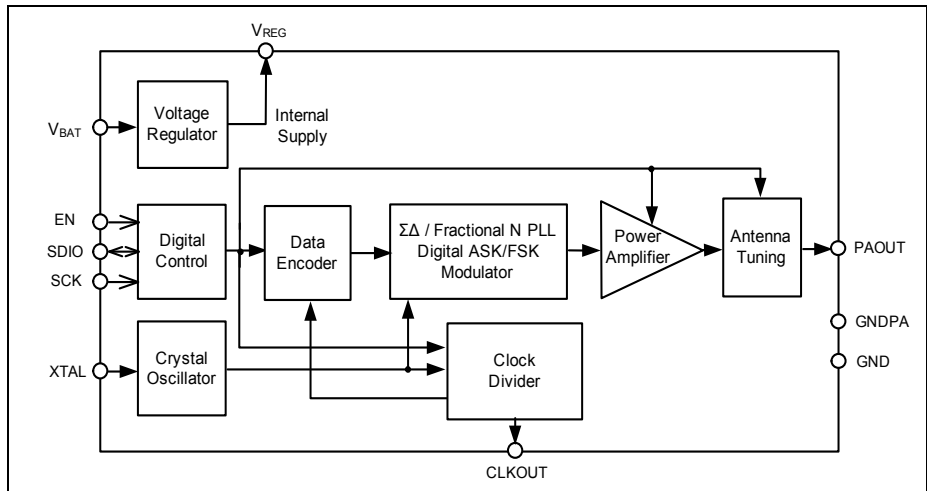 VREG
Voltage
Regulator
Internal
Supply
VBAT
EN
SDIO
SCK
Digital
Control
Data
Encoder
ΣΔ / Fractional N PLL
Digital ASK/FSK
Modulator
Power
Amplifier
Antenna
Tuning
PAOUT
GNDPA
GND
XTAL
Crystal
Oscillator
Clock
Divider
CLKOUT